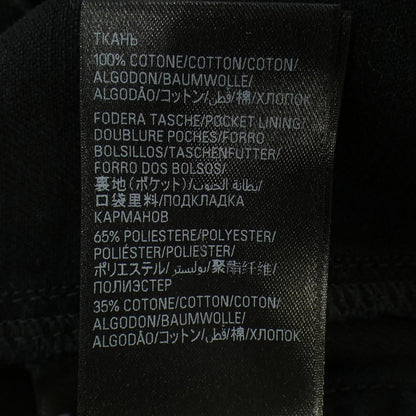 ТКАНЬ
100% COTONE/COTTON/COTON/
ALGODON/BAUMWOLLE/
ALGODÃO/コットン/قطن/棉/ХЛОПОК
FODERA TASCHE/POCKET LINING/
DOUBLURE POCHES/FORRO
BOLSILLOS/TASCHENFUTTER/
FORRO DOS BOLSOS/
裏地(ポケット)/بطانة الجيوب/
口袋里料/ПОДКЛАДКА
КАРМАНОВ
65% POLIESTERE/POLYESTER/
POLIÉSTER/POLIESTER/
ポリエステル/بوليستر/聚酯纤维/
ПОЛИЭСТЕР
35% COTONE/COTTON/COTON/
ALGODON/BAUMWOLLE/
ALGODÃO/コットン/قطن/棉/ХЛОПОК